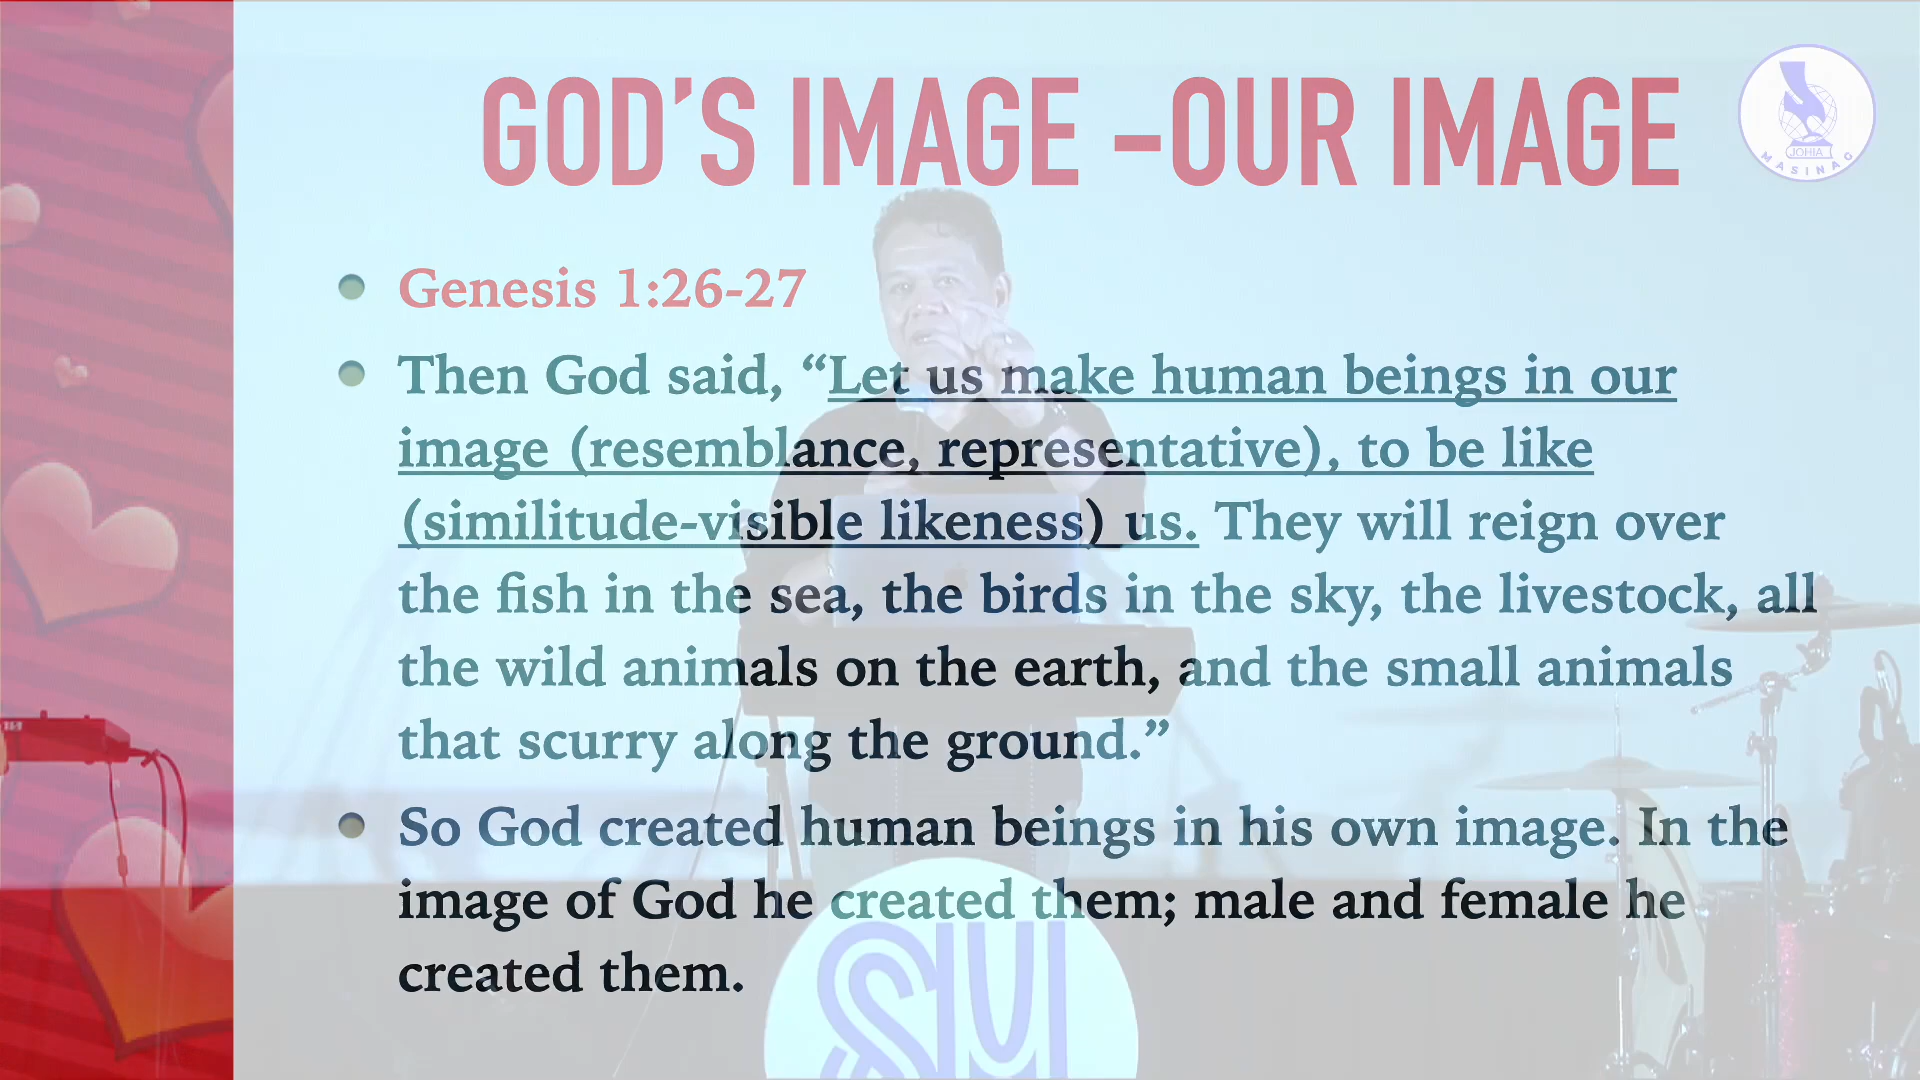 GOD’S IMAGE –OUR IMAGE
JOHIA
MASINAG
Genesis 1:26-27
Then God said, “Let us make human beings in our
image (resemblance, representative), to be like
(similitude-visible likeness) us. They will reign over
the fish in the sea, the birds in the sky, the livestock, all
the wild animals on the earth, and the small animals
that scurry along the ground.”
So God created human beings in his own image. In the
image of God he created them; male and female he
created them.
SM